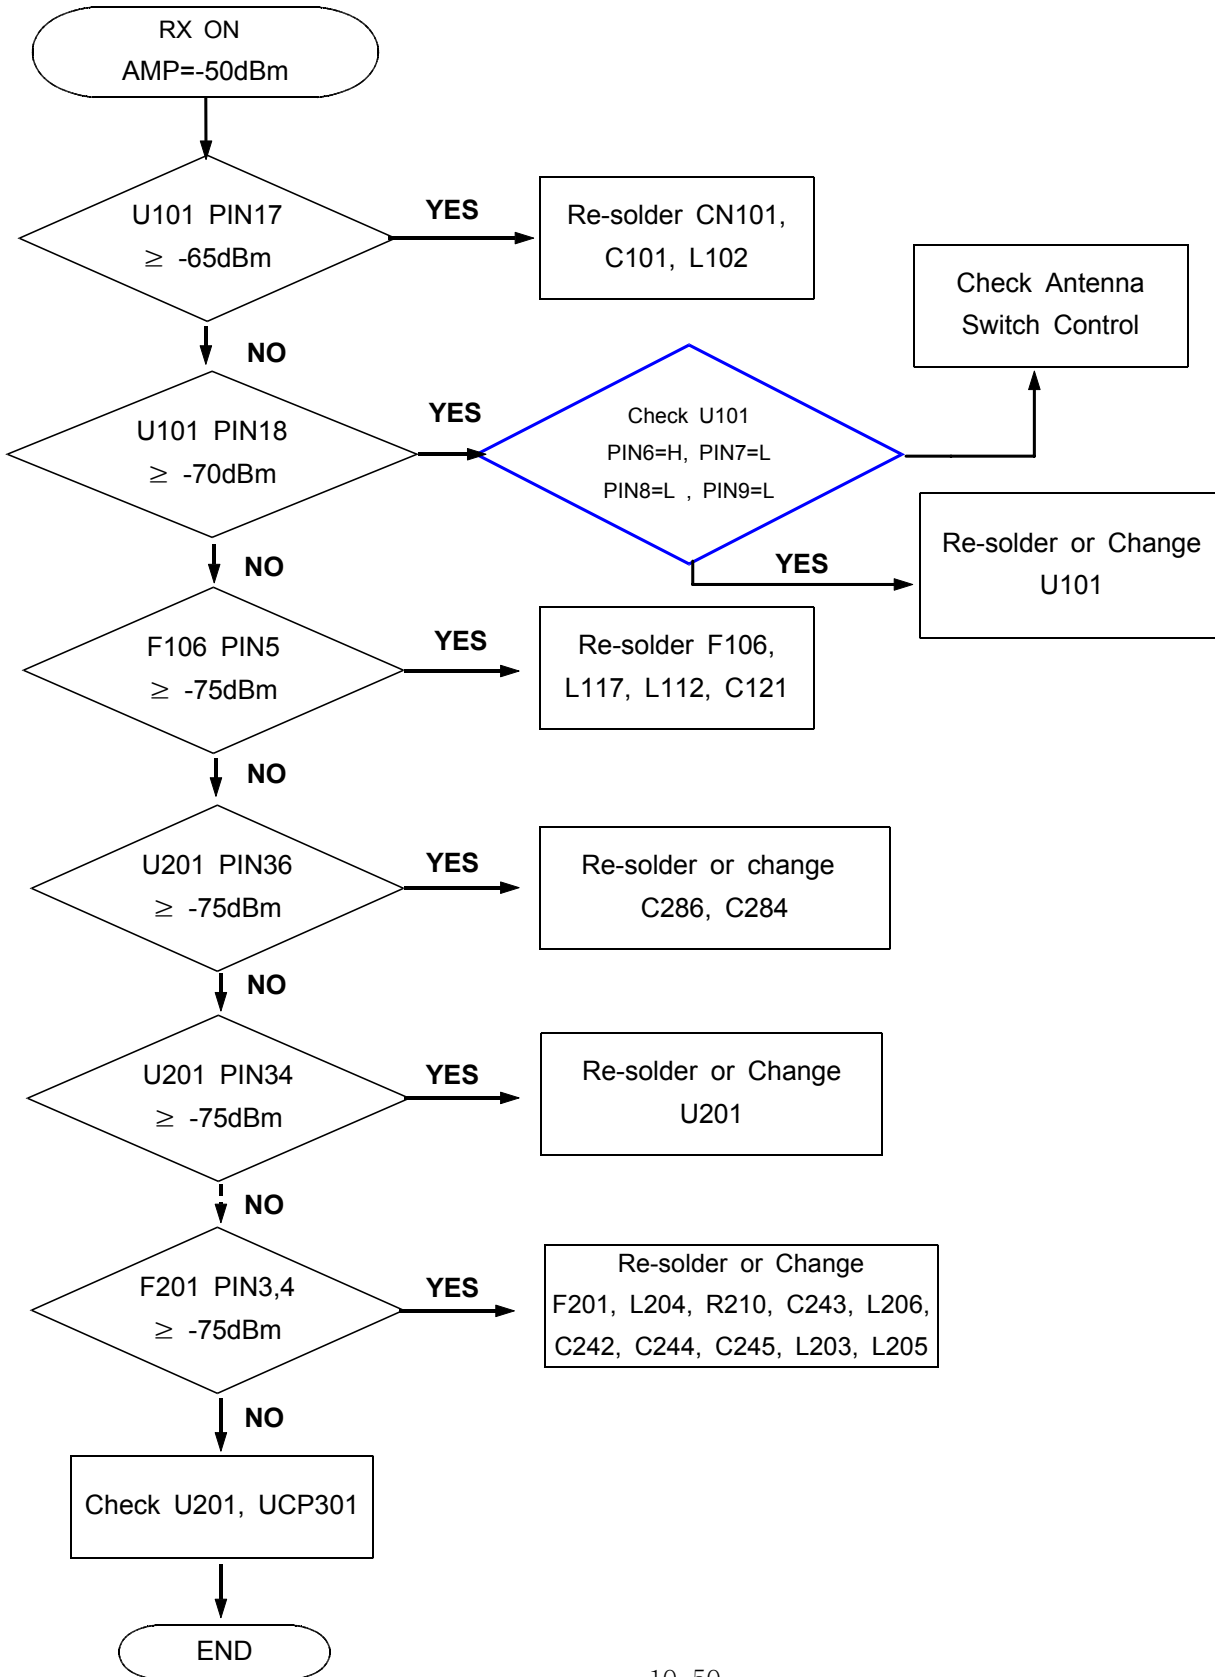 RX ON
AMP=-50dBm
U101 PIN17
≥ -65dBm
YES
Re-solder CN101,
C101, L102
Check Antenna
Switch Control
NO
U101 PIN18
≥ -70dBm
YES
Check U101
PIN6=H, PIN7=L
PIN8=L , PIN9=L
YES
Re-solder or Change
U101
NO
F106 PIN5
≥ -75dBm
YES
Re-solder F106,
L117, L112, C121
NO
U201 PIN36
≥ -75dBm
YES
Re-solder or change
C286, C284
NO
U201 PIN34
≥ -75dBm
YES
Re-solder or Change
U201
NO
F201 PIN3,4
≥ -75dBm
YES
Re-solder or Change
F201, L204, R210, C243, L206,
C242, C244, C245, L203, L205
NO
Check U201, UCP301
END